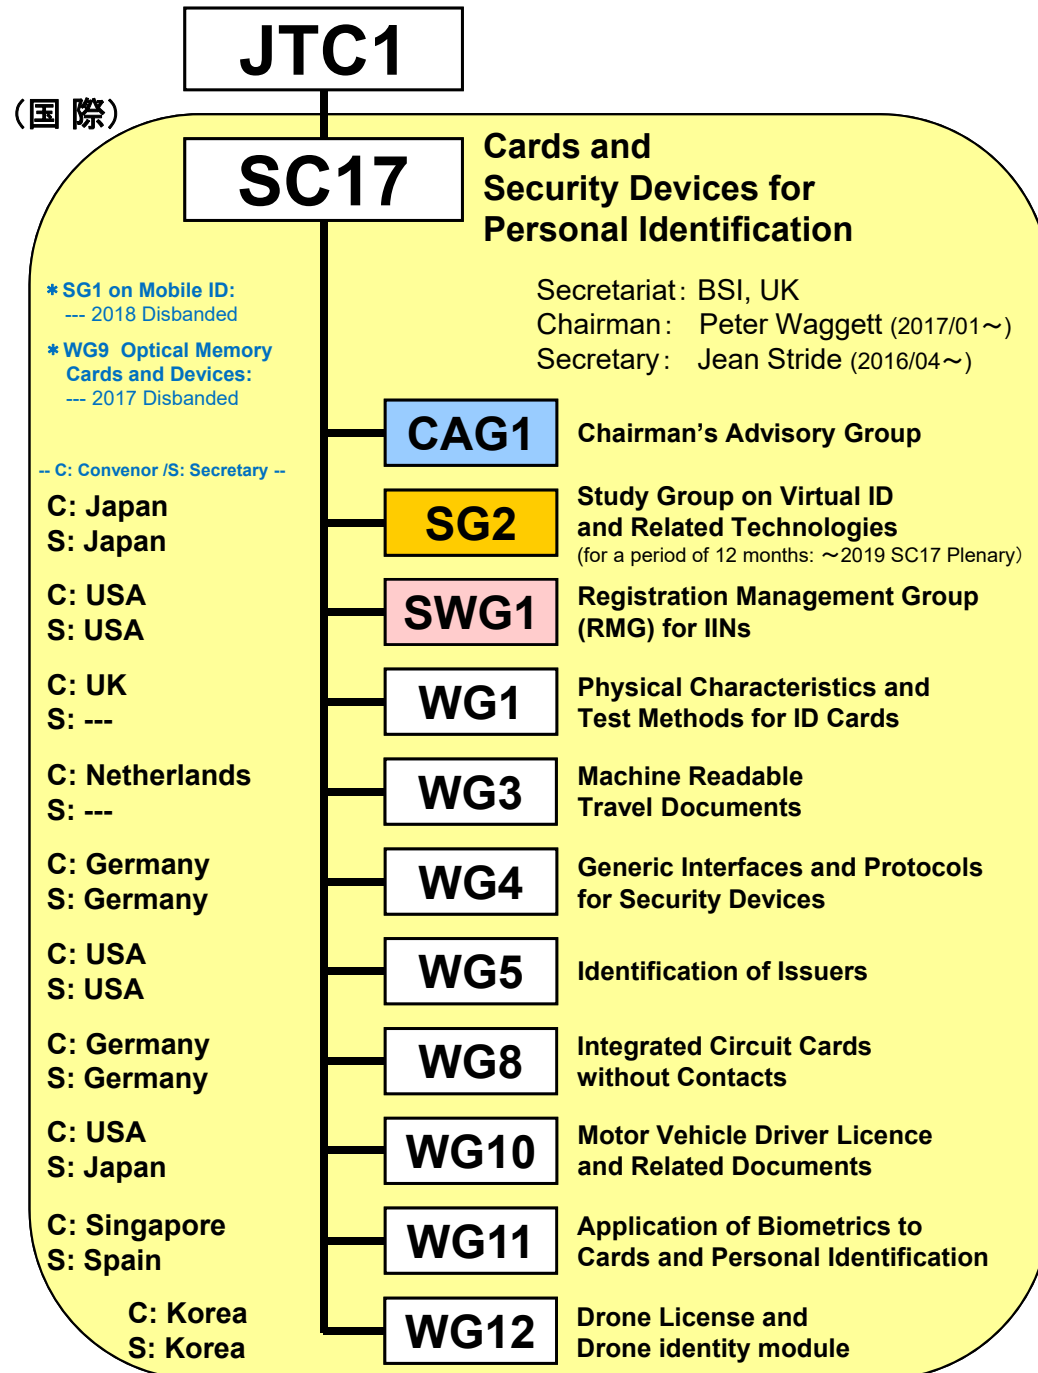 JTC1
（国 際）
SC17
Cards and
Security Devices for
Personal Identification
＊SG1 on Mobile ID:
--- 2018 Disbanded
＊WG9 Optical Memory
Cards and Devices:
--- 2017 Disbanded
Secretariat： BSI, UK
Chairman： Peter Waggett (2017/01～)
Secretary： Jean Stride (2016/04～)
CAG1
Chairman’s Advisory Group
-- C: Convenor /S: Secretary --
C: Japan
S: Japan
SG2
Study Group on Virtual ID
and Related Technologies
(for a period of 12 months: ～2019 SC17 Plenary）
C: USA
S: USA
SWG1
Registration Management Group
(RMG) for IINs
C: UK
S: ---
WG1
Physical Characteristics and
Test Methods for ID Cards
C: Netherlands
S: ---
WG3
Machine Readable
Travel Documents
C: Germany
S: Germany
WG4
Generic Interfaces and Protocols
for Security Devices
C: USA
S: USA
WG5
Identification of Issuers
C: Germany
S: Germany
WG8
Integrated Circuit Cards
without Contacts
C: USA
S: Japan
WG10
Motor Vehicle Driver Licence
and Related Documents
C: Singapore
S: Spain
WG11
Application of Biometrics to
Cards and Personal Identification
C: Korea
S: Korea
WG12
Drone License and
Drone identity module